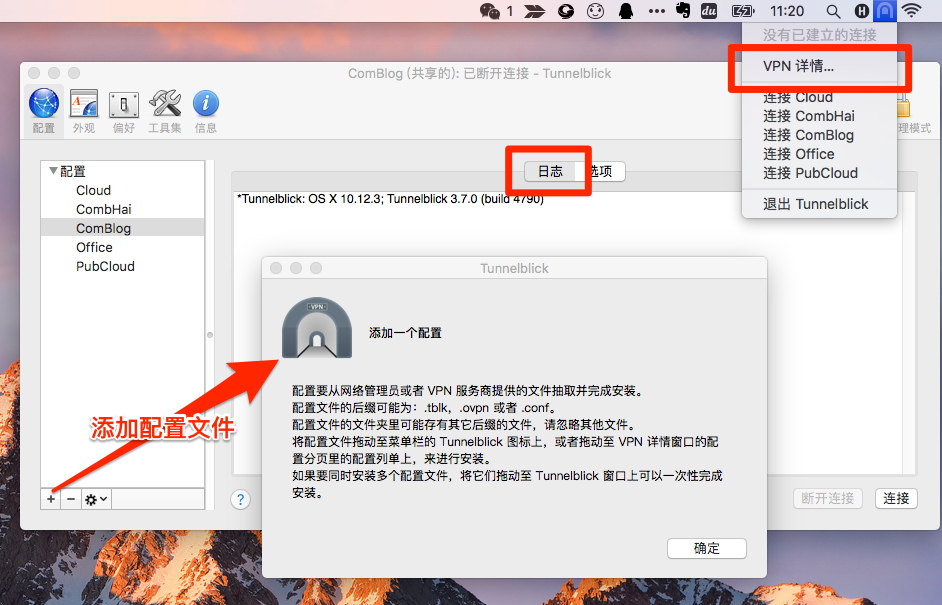 1
du
11:20
没有已建立的连接
VPN 详情...
连接 Cloud
连接 CombHai
连接 ComBlog
连接 Office
连接 PubCloud
退出 Tunnelblick
ComBlog (共享的): 已断开连接 - Tunnelblick
配置
外观
偏好
工具集
信息
理模式
配置
Cloud
CombHai
ComBlog
Office
PubCloud
日志
选项
*Tunnelblick: OS X 10.12.3; Tunnelblick 3.7.0 (build 4790)
Tunnelblick
VPN
添加一个配置
配置要从网络管理员或者 VPN 服务商提供的文件抽取并完成安装。
配置文件的后缀可能为：.tblk，.ovpn 或者 .conf。
配置文件的文件夹里可能存有其它后缀的文件，请忽略其他文件。
将配置文件拖动至菜单栏的 Tunnelblick 图标上，或者拖动至 VPN 详情窗口的配
置分页里的配置列单上，来进行安装。
如果要同时安装多个配置文件，将它们拖动至 Tunnelblick 窗口上可以一次性完成
安装。
确定
添加配置文件
+
−
?
断开连接
连接